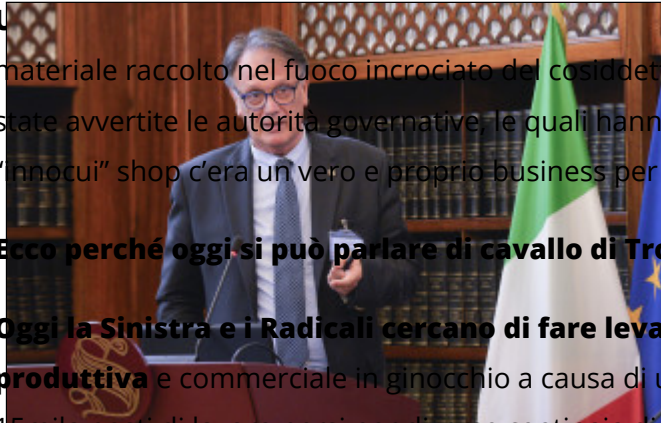 materiale raccolto nel fuoco incrociato del cosiddett
state avvertite le autorità governative, le quali hann
"innocui" shop c'era un vero e proprio business per
Ecco perché oggi si può parlare di cavallo di Tro
Oggi la Sinistra e i Radicali cercano di fare leva
produttiva e commerciale in ginocchio a causa di u